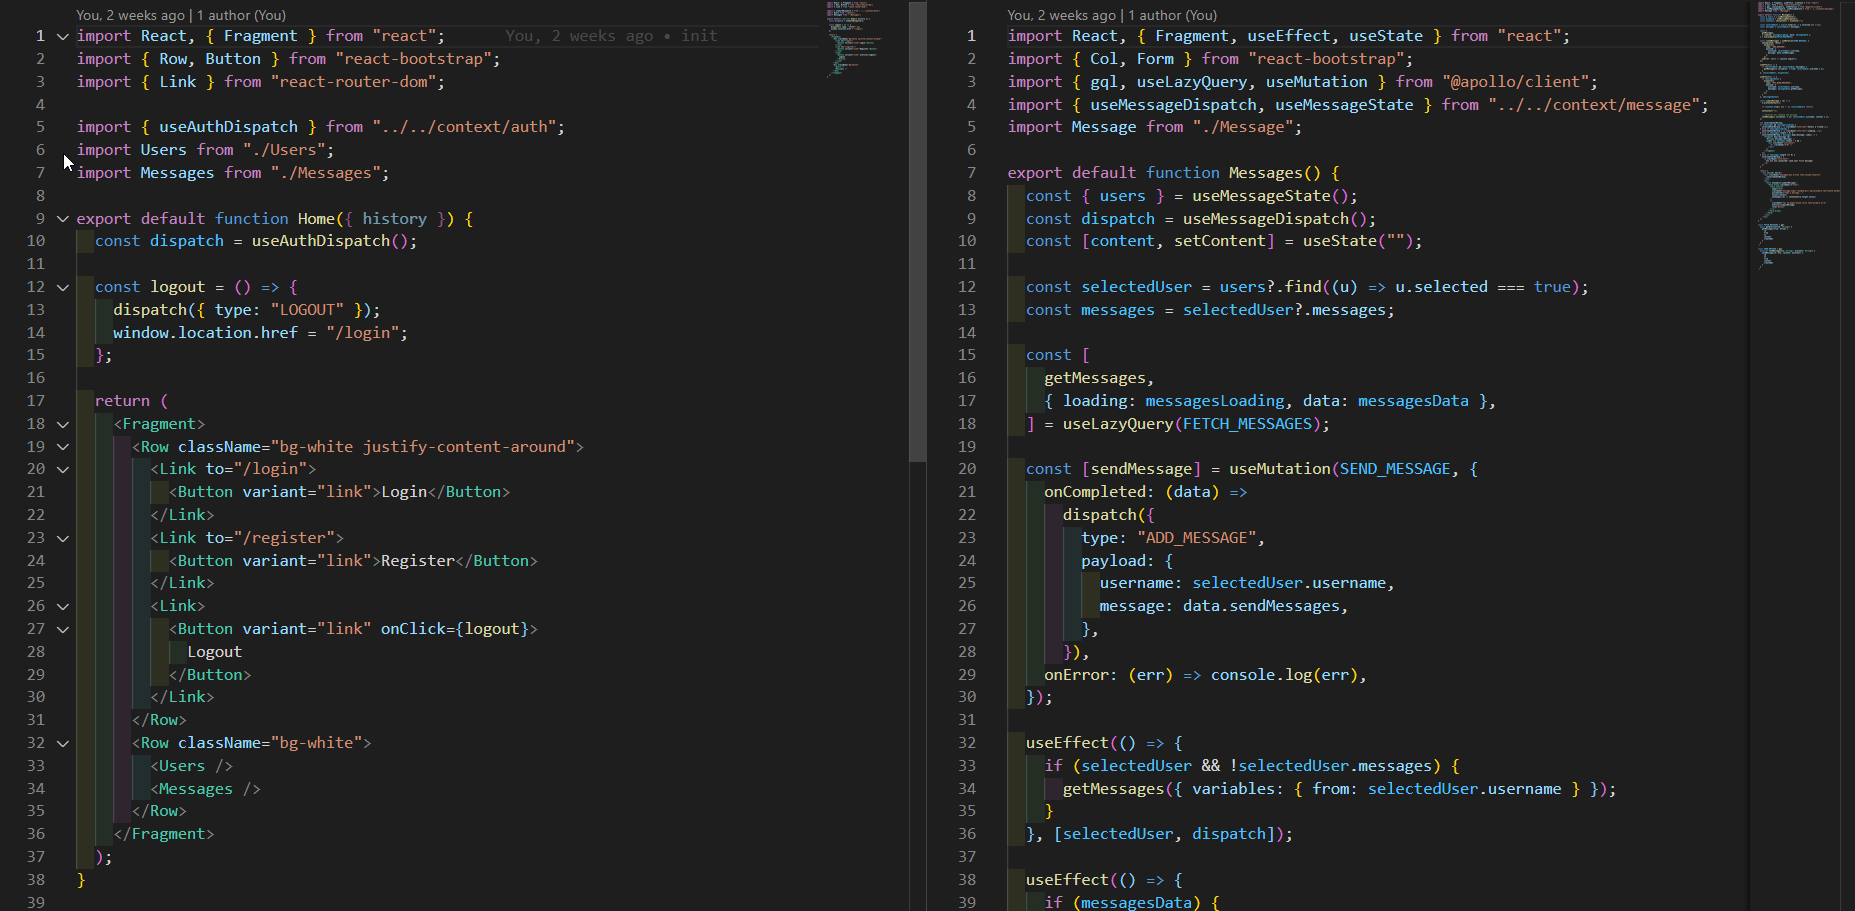 You, 2 weeks ago | 1 author (You)
1 import React, { Fragment } from "react"; You, 2 weeks ago • init
2 import { Row, Button } from "react-bootstrap";
3 import { Link } from "react-router-dom";
4
5 import { useAuthDispatch } from "../../context/auth";
6 import Users from "./Users";
7 import Messages from "./Messages";
8
9 export default function Home({ history }) {
10 const dispatch = useAuthDispatch();
11
12 const logout = () => {
13 dispatch({ type: "LOGOUT" });
14 window.location.href = "/login";
15 };
16
17 return (
18 <Fragment>
19 <Row className="bg-white justify-content-around">
20 <Link to="/login">
21 <Button variant="link">Login</Button>
22 </Link>
23 <Link to="/register">
24 <Button variant="link">Register</Button>
25 </Link>
26 <Link>
27 <Button variant="link" onClick={logout}>
28 Logout
29 </Button>
30 </Link>
31 </Row>
32 <Row className="bg-white">
33 <Users />
34 <Messages />
35 </Row>
36 </Fragment>
37 );
38 }
39
You, 2 weeks ago | 1 author (You)
1 import React, { Fragment, useEffect, useState } from "react";
2 import { Col, Form } from "react-bootstrap";
3 import { gql, useLazyQuery, useMutation } from "@apollo/client";
4 import { useMessageDispatch, useMessageState } from "../../context/message";
5 import Message from "./Message";
6
7 export default function Messages() {
8 const { users } = useMessageState();
9 const dispatch = useMessageDispatch();
10 const [content, setContent] = useState("");
11
12 const selectedUser = users?.find((u) => u.selected === true);
13 const messages = selectedUser?.messages;
14
15 const [
16 getMessages,
17 { loading: messagesLoading, data: messagesData },
18 ] = useLazyQuery(FETCH_MESSAGES);
19
20 const [sendMessage] = useMutation(SEND_MESSAGE, {
21 onCompleted: (data) =>
22 dispatch({
23 type: "ADD_MESSAGE",
24 payload: {
25 username: selectedUser.username,
26 message: data.sendMessages,
27 },
28 }),
29 onError: (err) => console.log(err),
30 });
31
32 useEffect(() => {
33 if (selectedUser && !selectedUser.messages) {
34 getMessages({ variables: { from: selectedUser.username } });
35 }
36 }, [selectedUser, dispatch]);
37
38 useEffect(() => {
39 if (messagesData) {